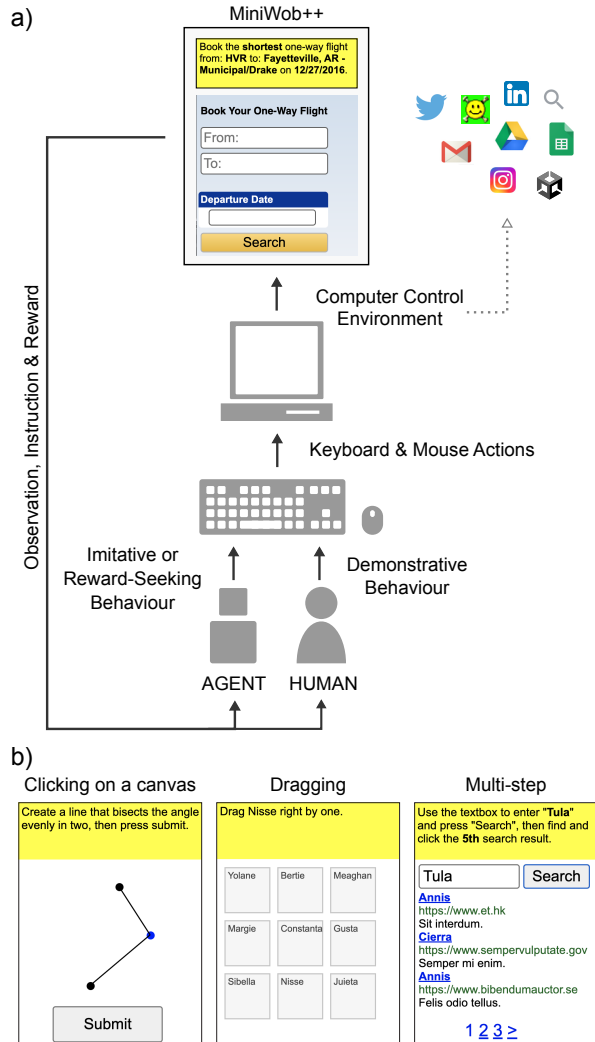 a)
MiniWob++
Book the shortest one-way flight
from: HVR to: Fayetteville, AR -
Municipal/Drake on 12/27/2016.
Book Your One-Way Flight
From:
To:
Departure Date
Search
in
Computer Control
Environment
Keyboard & Mouse Actions
Observation, Instruction & Reward
Imitative or
Reward-Seeking
Behaviour
Demonstrative
Behaviour
AGENT
HUMAN
b)
Clicking on a canvas
Create a line that bisects the angle
evenly in two, then press submit.
Submit
Dragging
Drag Nisse right by one.
Yolane
Bertie
Meaghan
Margie
Constanta
Gusta
Sibella
Nisse
Juieta
Multi-step
Use the textbox to enter "Tula"
and press "Search", then find and
click the 5th search result.
Tula
Search
Annis
https://www.et.hk
Sit interdum.
Cierra
https://www.sempervulputate.gov
Semper mi enim.
Annis
https://www.bibendumauctor.se
Felis odio tellus.
1 2 3 >